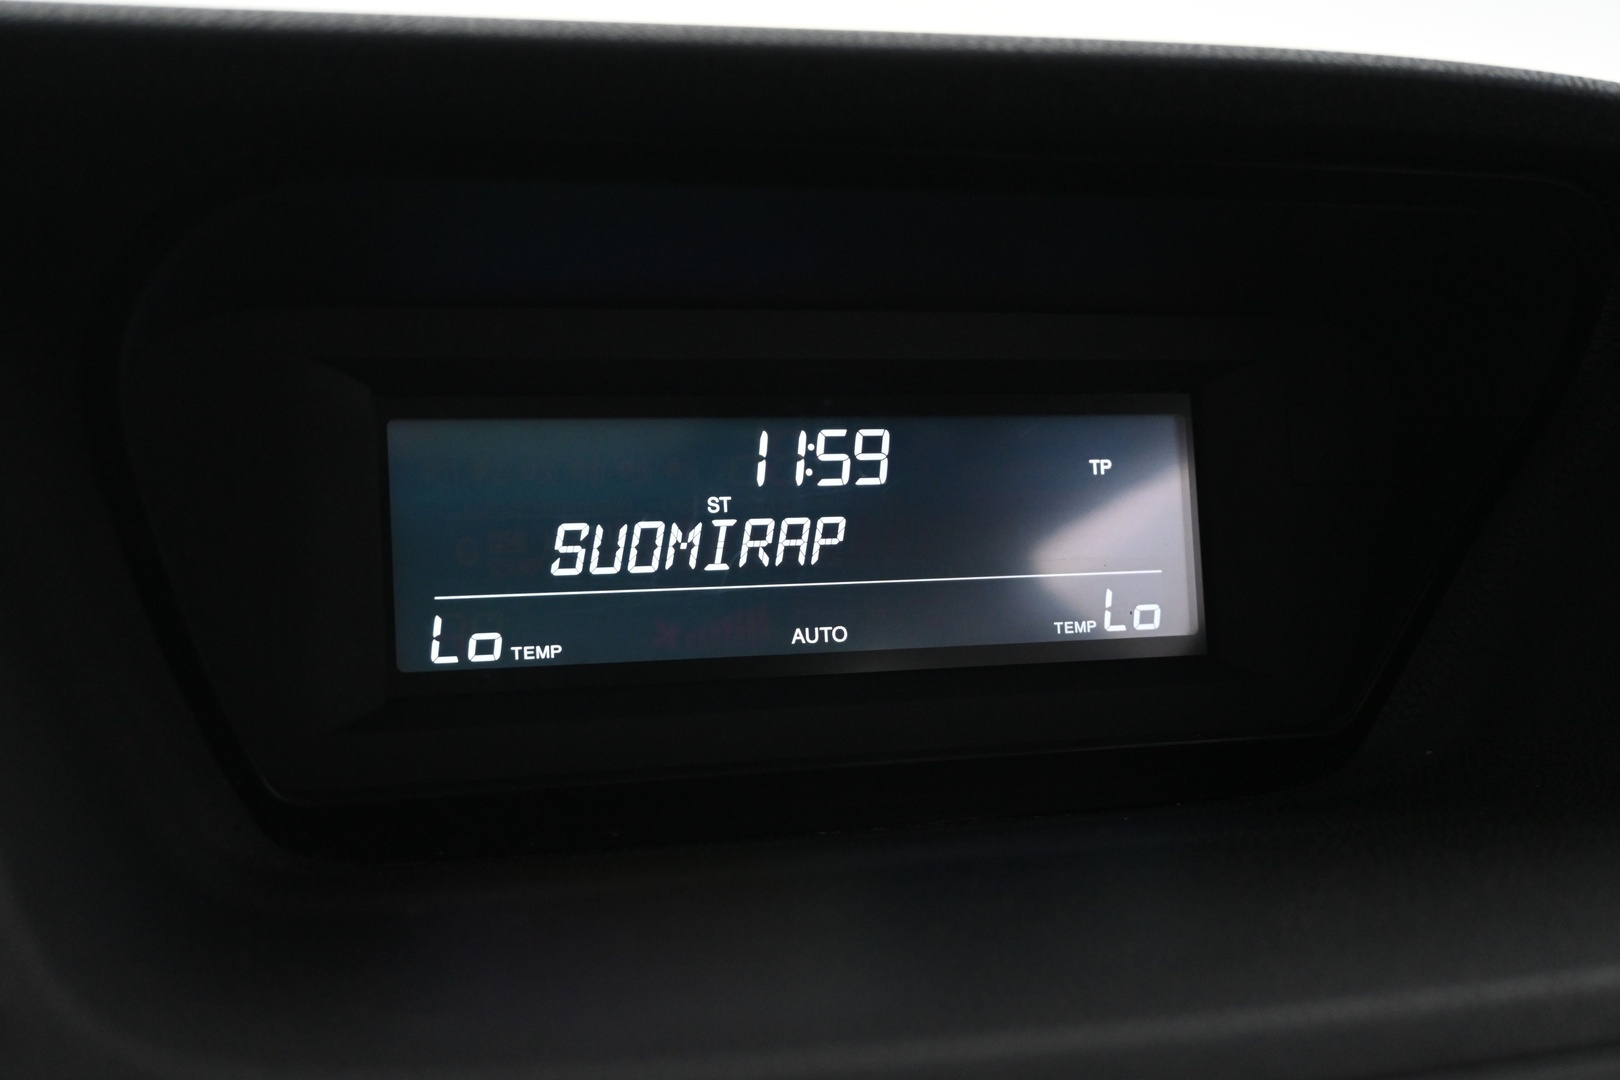 11:59 TP
ST
SUOMIRAP
Lo TEMP AUTO TEMP Lo